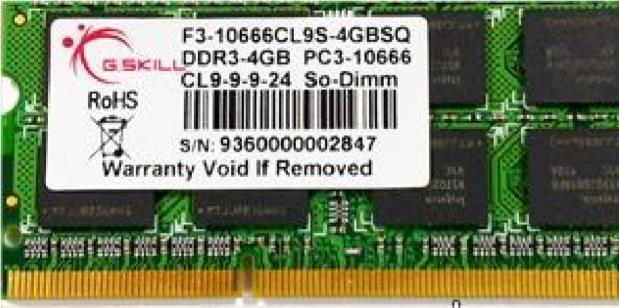 F3-10666CL9S-4GBSQ
G.SKILL
DDR3-4GB PC3-10666
CL9-9-9-24 So-Dimm
RoHS
S/N: 9360000002847
Warranty Void If Removed